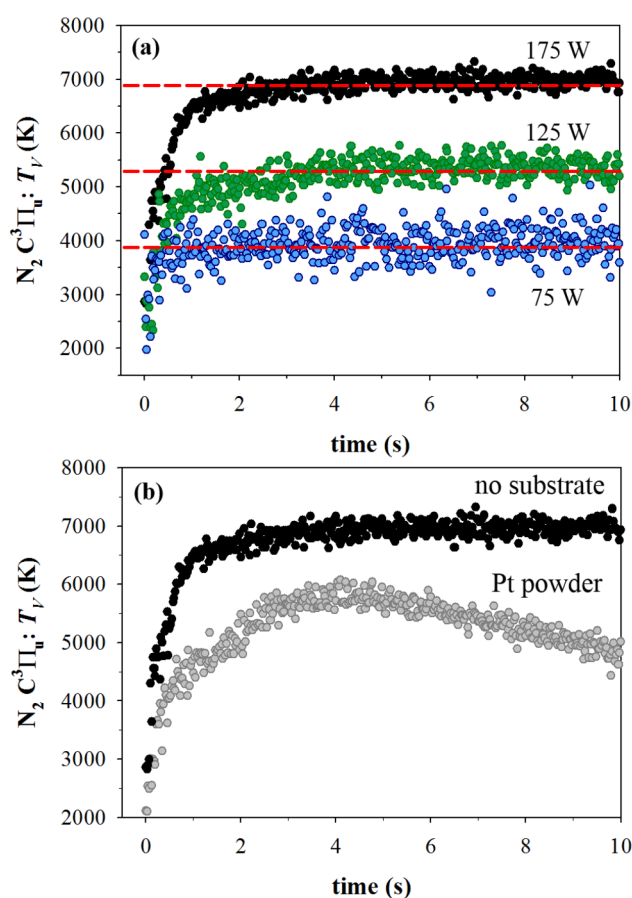 (a)
175 W
125 W
75 W
N₂ C³Πᵤ: Tᵥ (K)
8000
7000
6000
5000
4000
3000
2000
0 2 4 6 8 10
time (s)
(b)
no substrate
Pt powder
N₂ C³Πᵤ: Tᵥ (K)
8000
7000
6000
5000
4000
3000
2000
0 2 4 6 8 10
time (s)